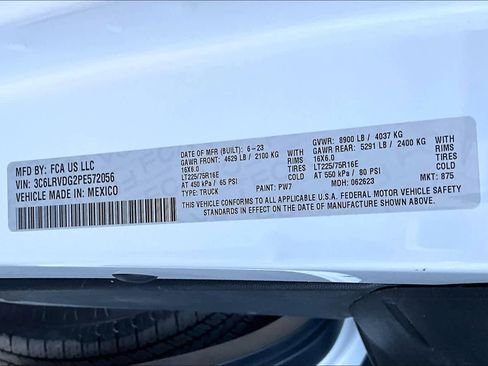 MFD BY: FCA US LLC
VIN: 3C6LRVDG2PE572056
VEHICLE MADE IN: MEXICO
DATE OF MFR (BUILT): 6-23
GAWR FRONT: 4629 LB / 2100 KG WITH
16X6.0 TIRES
LT225/75R16E RIMS
AT 450 kPa / 65 PSI COLD
TYPE: TRUCK PAINT: PW7
GVWR: 8900 LB / 4037 KG
GAWR REAR: 5291 LB / 2400 KG WITH
16X6.0 TIRES
LT225/75R16E RIMS
AT 550 kPa / 80 PSI COLD
MDH: 062623 MKT: 875
THIS VEHICLE CONFORMS TO ALL APPLICABLE U.S.A. FEDERAL MOTOR VEHICLE
SAFETY STANDARDS IN EFFECT ON THE DATE OF MANUFACTURE SHOWN ABOVE.